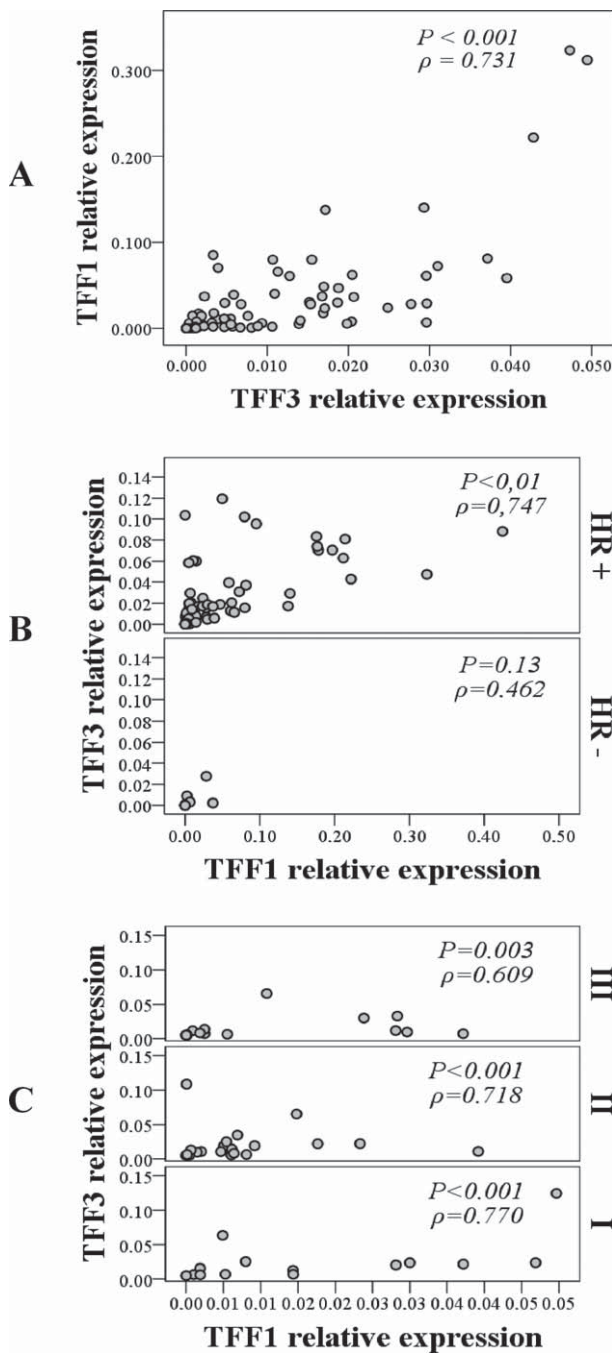 A
TFF1 relative expression
0.300
0.200
0.100
0.000
P < 0.001
ρ = 0.731
0.000 0.010 0.020 0.030 0.040 0.050
TFF3 relative expression
B
TFF3 relative expression
0.14
0.12
0.10
0.08
0.06
0.04
0.02
0.00
P<0,01
ρ=0,747
HR +
0.14
0.12
0.10
0.08
0.06
0.04
0.02
0.00
P=0.13
ρ=0.462
HR -
0.00 0.10 0.20 0.30 0.40 0.50
TFF1 relative expression
C
TFF3 relative expression
0.15
0.10
0.05
0.00
P=0.003
ρ=0.609
III
0.15
0.10
0.05
0.00
P<0.001
ρ=0.718
II
0.15
0.10
0.05
0.00
P<0.001
ρ=0.770
I
0.00 0.01 0.01 0.02 0.02 0.03 0.03 0.04 0.04 0.05 0.05
TFF1 relative expression